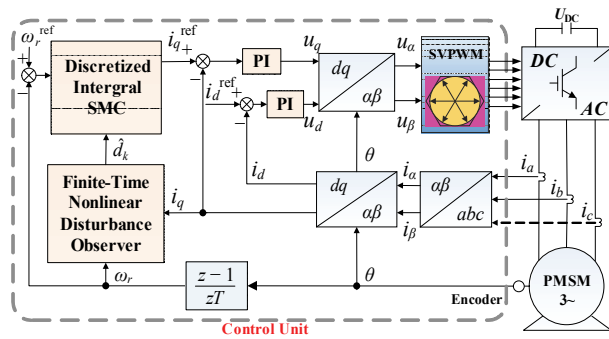 U_DC
ω_r^ref
+
−
Discretized
Intergral
SMC
i_q^ref
+
−
PI
u_q
i_d^ref
+
−
PI
u_d
dq
αβ
u_α
u_β
SVPWM
DC
AC
d̂_k
θ
i_d
i_q
Finite-Time
Nonlinear
Disturbance
Observer
dq
αβ
i_α
i_β
αβ
abc
i_a
i_b
i_c
ω_r
z − 1
zT
θ
Encoder
PMSM
3~
Control Unit